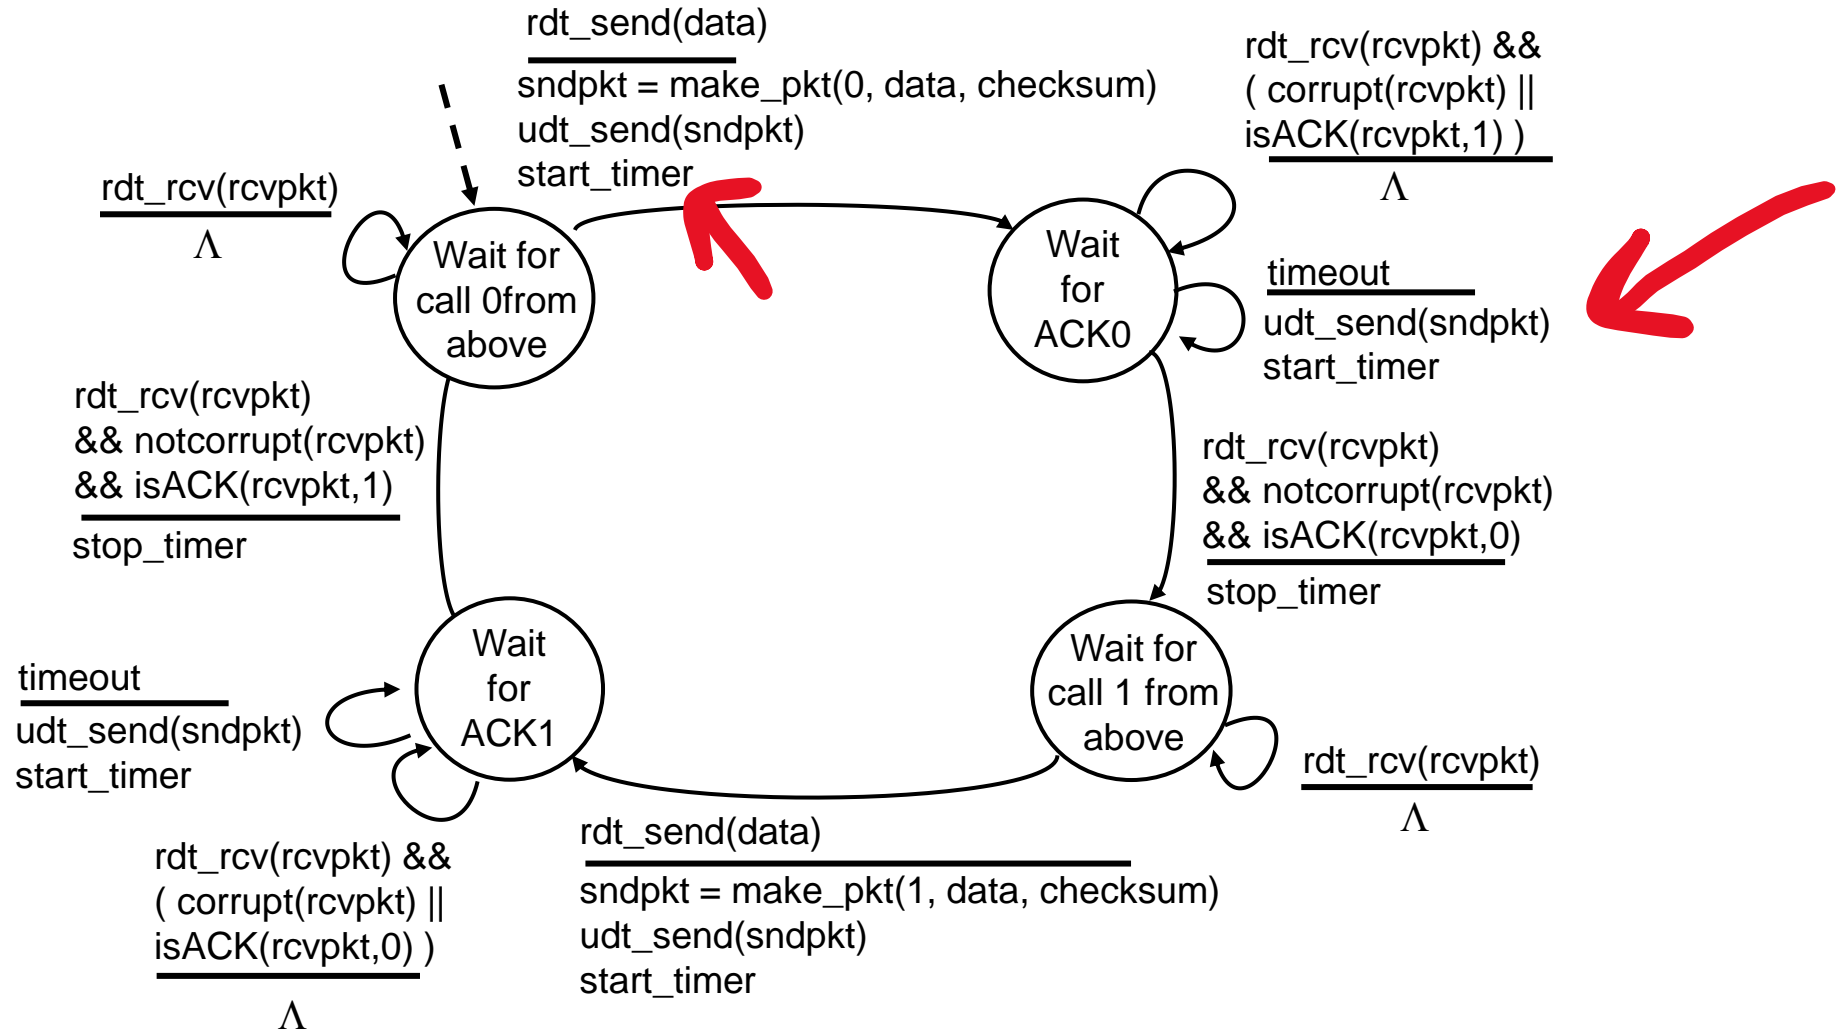 rdt_send(data)
sndpkt = make_pkt(0, data, checksum)
udt_send(sndpkt)
start_timer
rdt_rcv(rcvpkt) &&
( corrupt(rcvpkt) ||
isACK(rcvpkt,1) )
Λ
rdt_rcv(rcvpkt)
Λ
Wait for
call 0from
above
Wait
for
ACK0
timeout
udt_send(sndpkt)
start_timer
rdt_rcv(rcvpkt)
&& notcorrupt(rcvpkt)
&& isACK(rcvpkt,1)
stop_timer
rdt_rcv(rcvpkt)
&& notcorrupt(rcvpkt)
&& isACK(rcvpkt,0)
stop_timer
timeout
udt_send(sndpkt)
start_timer
Wait
for
ACK1
Wait for
call 1 from
above
rdt_rcv(rcvpkt)
Λ
rdt_rcv(rcvpkt) &&
( corrupt(rcvpkt) ||
isACK(rcvpkt,0) )
Λ
rdt_send(data)
sndpkt = make_pkt(1, data, checksum)
udt_send(sndpkt)
start_timer